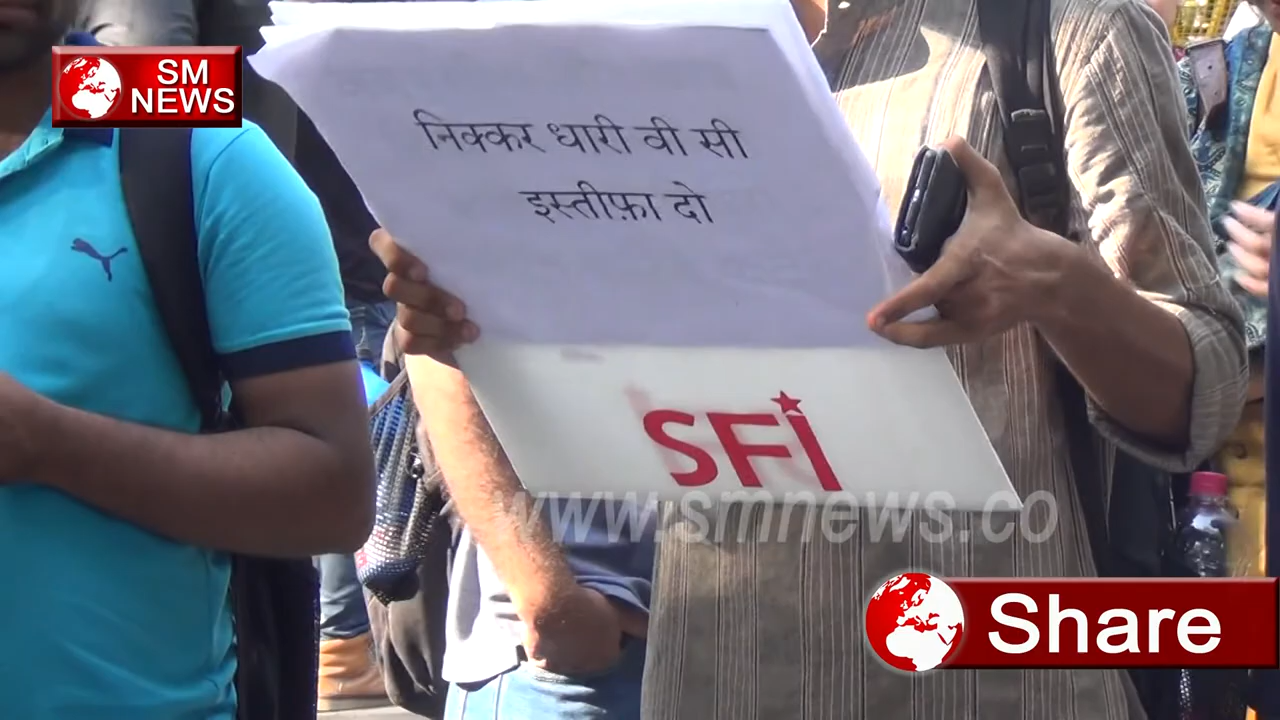 SM
NEWS
निक्कर धारी वी सी
इस्तीफ़ा दो
SFI
www.smnews.co
Share